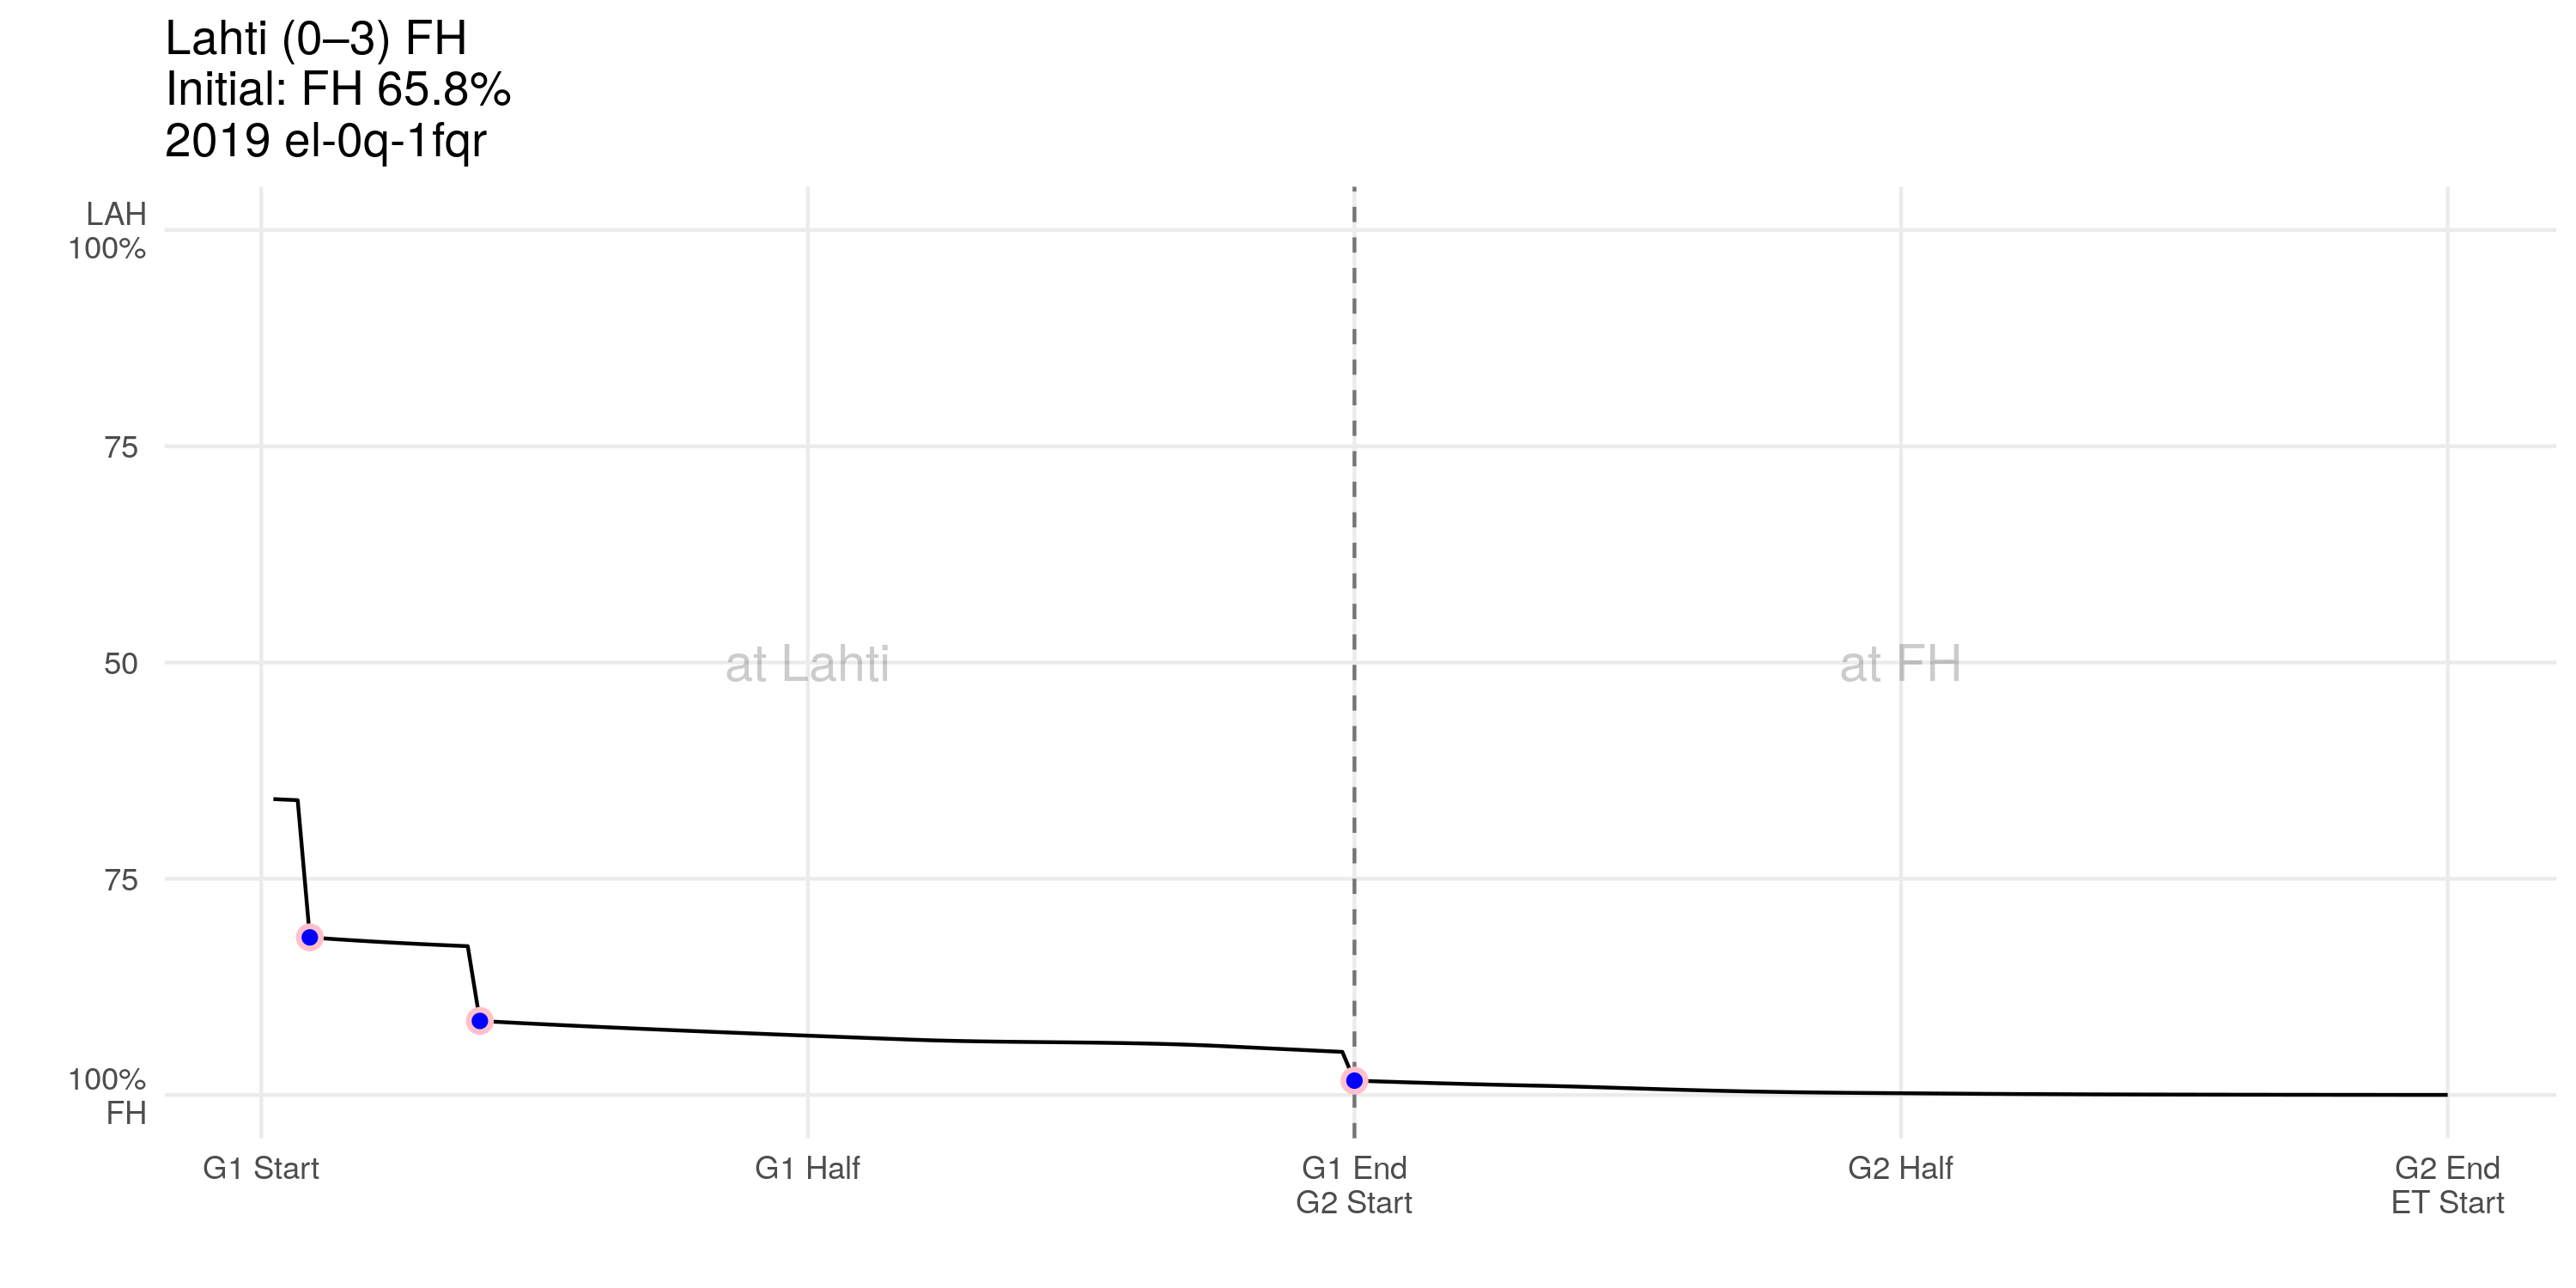 Lahti (0–3) FH
Initial: FH 65.8%
2019 el-0q-1fqr
LAH
100%
75
50
75
100%
FH
at Lahti
at FH
G1 Start
G1 Half
G1 End
G2 Start
G2 Half
G2 End
ET Start